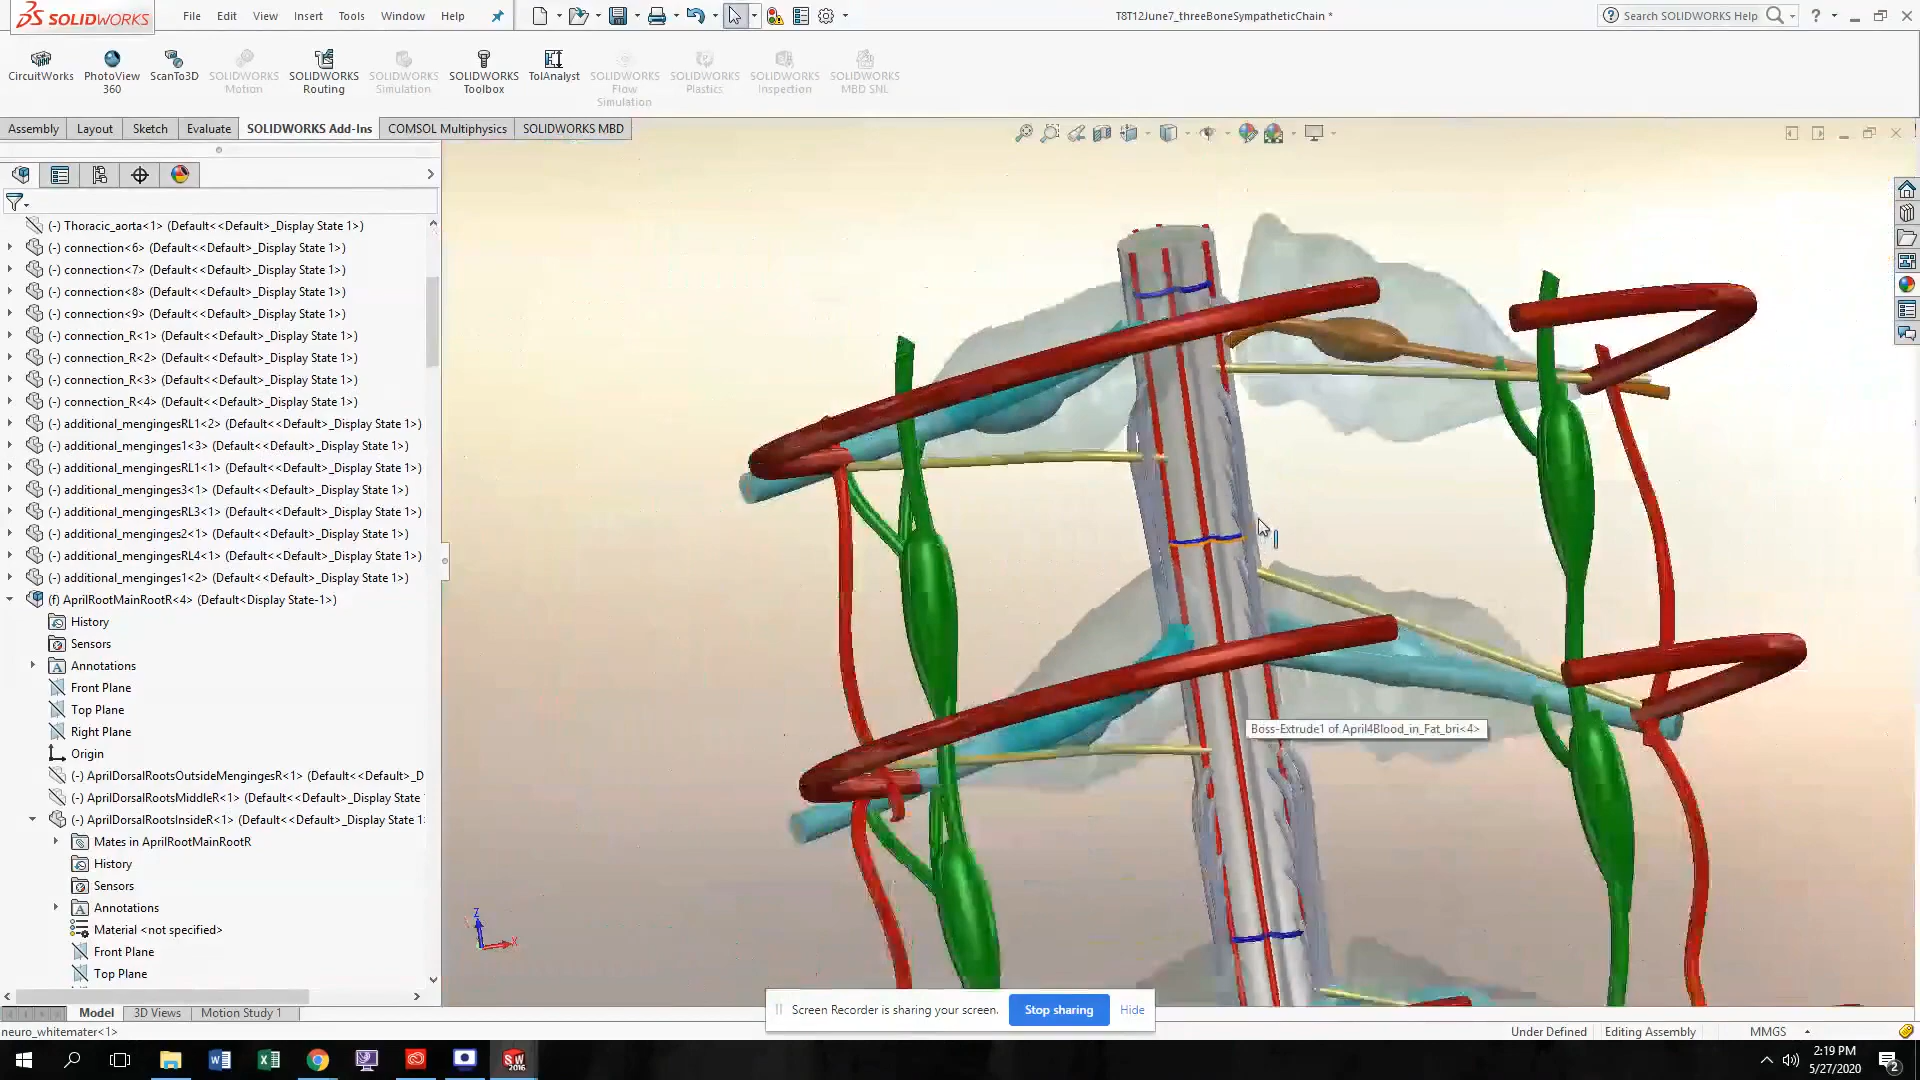 SOLIDWORKS
File Edit View Insert Tools Window Help
T8T12June7_threeBoneSympatheticChain *
Search SOLIDWORKS Help
CircuitWorks
PhotoView
360
ScanTo3D
SOLIDWORKS
Motion
SOLIDWORKS
Routing
SOLIDWORKS
Simulation
SOLIDWORKS
Toolbox
TolAnalyst
SOLIDWORKS
Flow
Simulation
SOLIDWORKS
Plastics
SOLIDWORKS
Inspection
SOLIDWORKS
MBD SNL
Assembly Layout Sketch Evaluate SOLIDWORKS Add-Ins COMSOL Multiphysics SOLIDWORKS MBD
(-) Thoracic_aorta<1> (Default<<Default>_Display State 1>)
(-) connection<6> (Default<<Default>_Display State 1>)
(-) connection<7> (Default<<Default>_Display State 1>)
(-) connection<8> (Default<<Default>_Display State 1>)
(-) connection<9> (Default<<Default>_Display State 1>)
(-) connection_R<1> (Default<<Default>_Display State 1>)
(-) connection_R<2> (Default<<Default>_Display State 1>)
(-) connection_R<3> (Default<<Default>_Display State 1>)
(-) connection_R<4> (Default<<Default>_Display State 1>)
(-) additional_mengingesRL1<2> (Default<<Default>_Display State 1>)
(-) additional_menginges1<3> (Default<<Default>_Display State 1>)
(-) additional_mengingesRL1<1> (Default<<Default>_Display State 1>)
(-) additional_menginges3<1> (Default<<Default>_Display State 1>)
(-) additional_mengingesRL3<1> (Default<<Default>_Display State 1>)
(-) additional_menginges2<1> (Default<<Default>_Display State 1>)
(-) additional_mengingesRL4<1> (Default<<Default>_Display State 1>)
(-) additional_menginges1<2> (Default<<Default>_Display State 1>)
(f) AprilRootMainRootR<4> (Default<Display State-1>)
History
Sensors
Annotations
Front Plane
Top Plane
Right Plane
Origin
(-) AprilDorsalRootsOutsideMengingesR<1> (Default<<Default>_D
(-) AprilDorsalRootsMiddleR<1> (Default<<Default>_Display State
(-) AprilDorsalRootsInsideR<1> (Default<<Default>_Display State 1
Mates in AprilRootMainRootR
History
Sensors
Annotations
Material <not specified>
Front Plane
Top Plane
Boss-Extrude1 of April4Blood_in_Fat_bri<4>
Z
X
Screen Recorder is sharing your screen. Stop sharing Hide
Model 3D Views Motion Study 1
neuro_whitemater<1>
Under Defined Editing Assembly MMGS
2:19 PM
5/27/2020
2
SW
2016